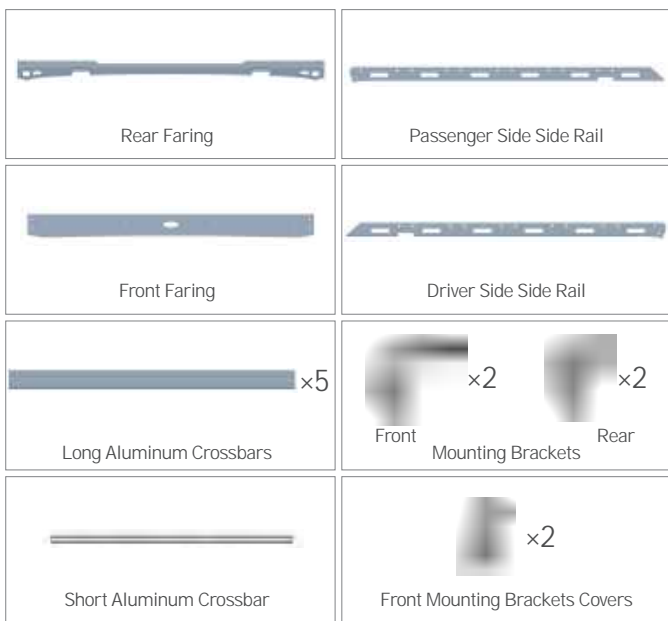 Rear Faring
Passenger Side Side Rail
Front Faring
Driver Side Side Rail
×5
Long Aluminum Crossbars
×2
×2
Front
Rear
Mounting Brackets
Short Aluminum Crossbar
×2
Front Mounting Brackets Covers